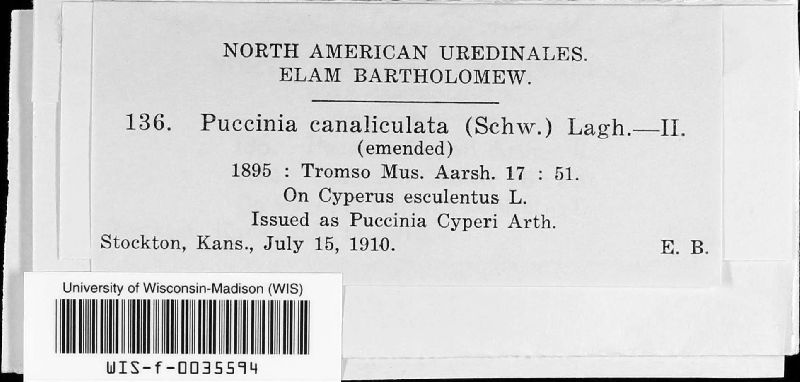 NORTH AMERICAN UREDINALES.
ELAM BARTHOLOMEW.
136. Puccinia canaliculata (Schw.) Lagh.—II.
(emended)
1895 : Tromso Mus. Aarsh. 17 : 51.
On Cyperus esculentus L.
Issued as Puccinia Cyperi Arth.
Stockton, Kans., July 15, 1910. E. B.
University of Wisconsin-Madison (WIS)
WIS-f-0035594